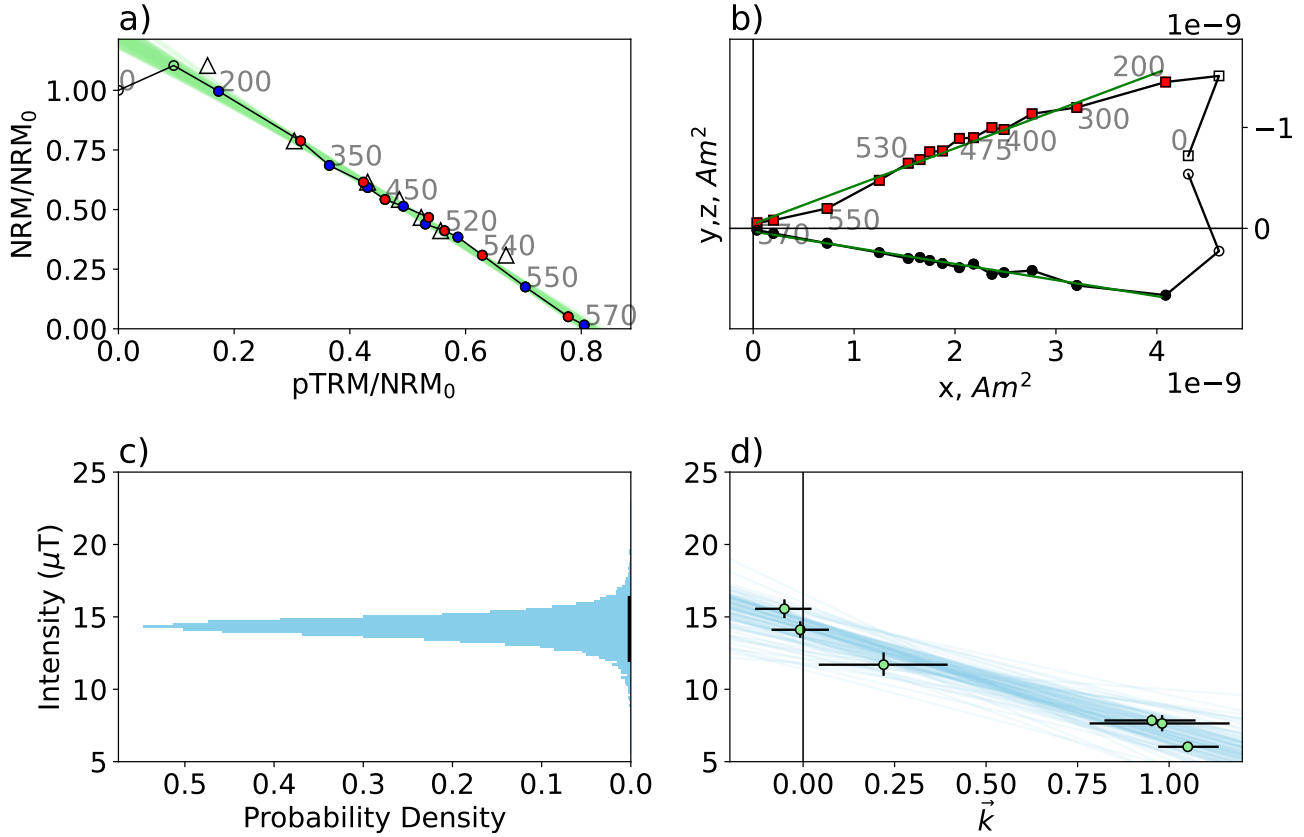 a)
NRM/NRM0
1.00
0.75
0.50
0.25
0.00
0
200
350
450
520
540
550
570
0.0 0.2 0.4 0.6 0.8
pTRM/NRM0
b)
1e−9
y,z, Am2
200
300
0
400
475
530
550
570
−1
0
0 1 2 3 4
x, Am2
1e−9
c)
Intensity (μT)
25
20
15
10
5
0.5 0.4 0.3 0.2 0.1 0.0
Probability Density
d)
25
20
15
10
5
0.00 0.25 0.50 0.75 1.00
k⃗